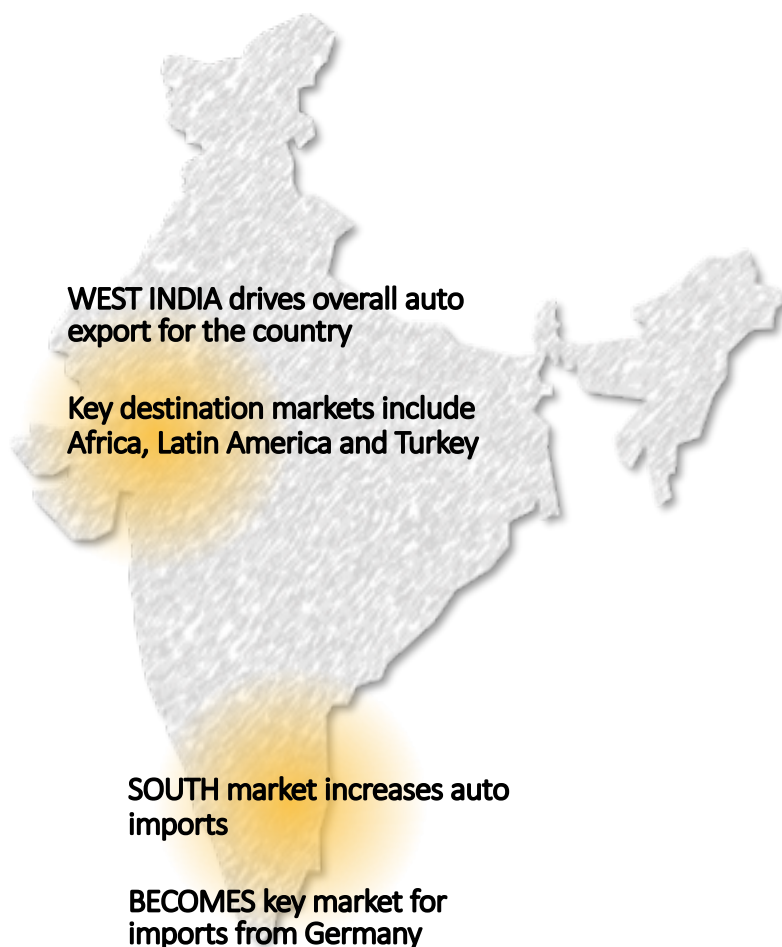 WEST INDIA drives overall auto
export for the country
Key destination markets include
Africa, Latin America and Turkey
SOUTH market increases auto
imports
BECOMES key market for
imports from Germany